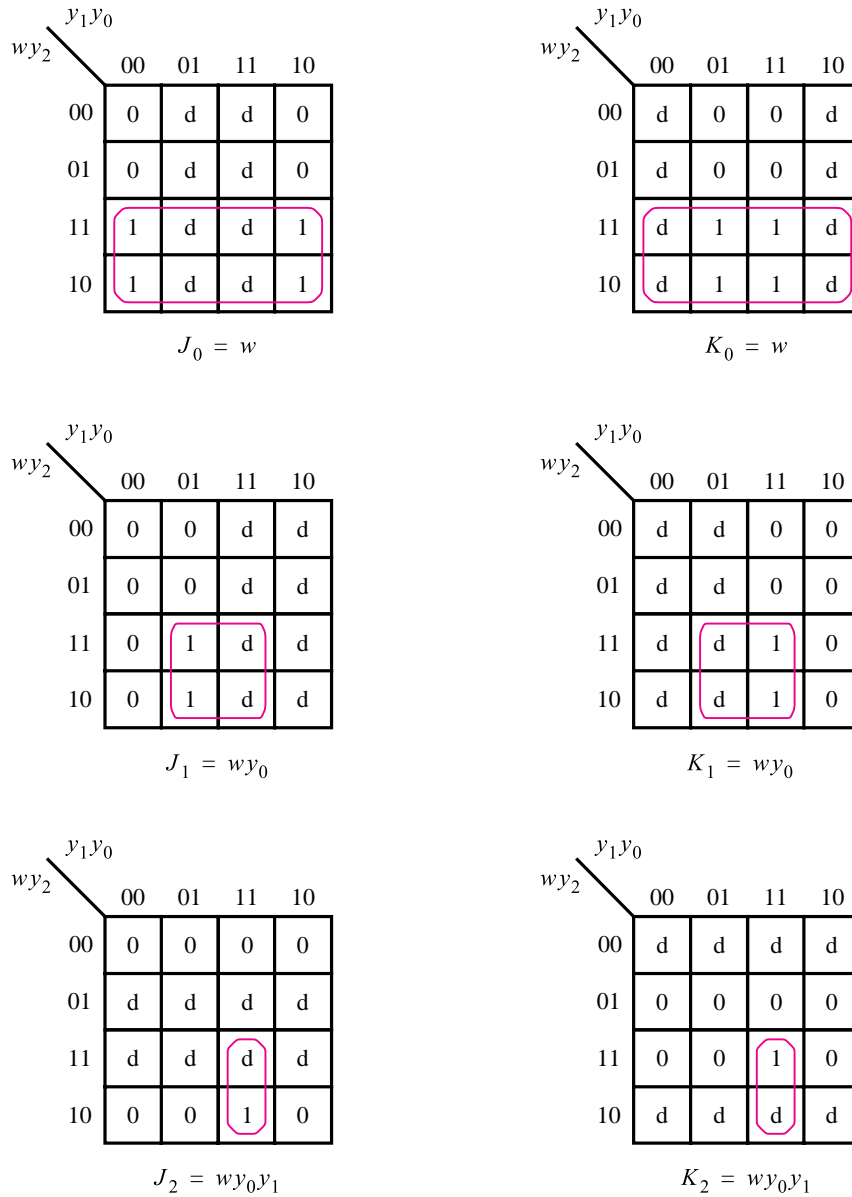 y1y0
wy2
00 01 11 10
00 0 d d 0
01 0 d d 0
11 1 d d 1
10 1 d d 1
J0 = w
y1y0
wy2
00 01 11 10
00 d 0 0 d
01 d 0 0 d
11 d 1 1 d
10 d 1 1 d
K0 = w
y1y0
wy2
00 01 11 10
00 0 0 d d
01 0 0 d d
11 0 1 d d
10 0 1 d d
J1 = wy0
y1y0
wy2
00 01 11 10
00 d d 0 0
01 d d 0 0
11 d d 1 0
10 d d 1 0
K1 = wy0
y1y0
wy2
00 01 11 10
00 0 0 0 0
01 d d d d
11 d d d d
10 0 0 1 0
J2 = wy0y1
y1y0
wy2
00 01 11 10
00 d d d d
01 0 0 0 0
11 0 0 1 0
10 d d d d
K2 = wy0y1